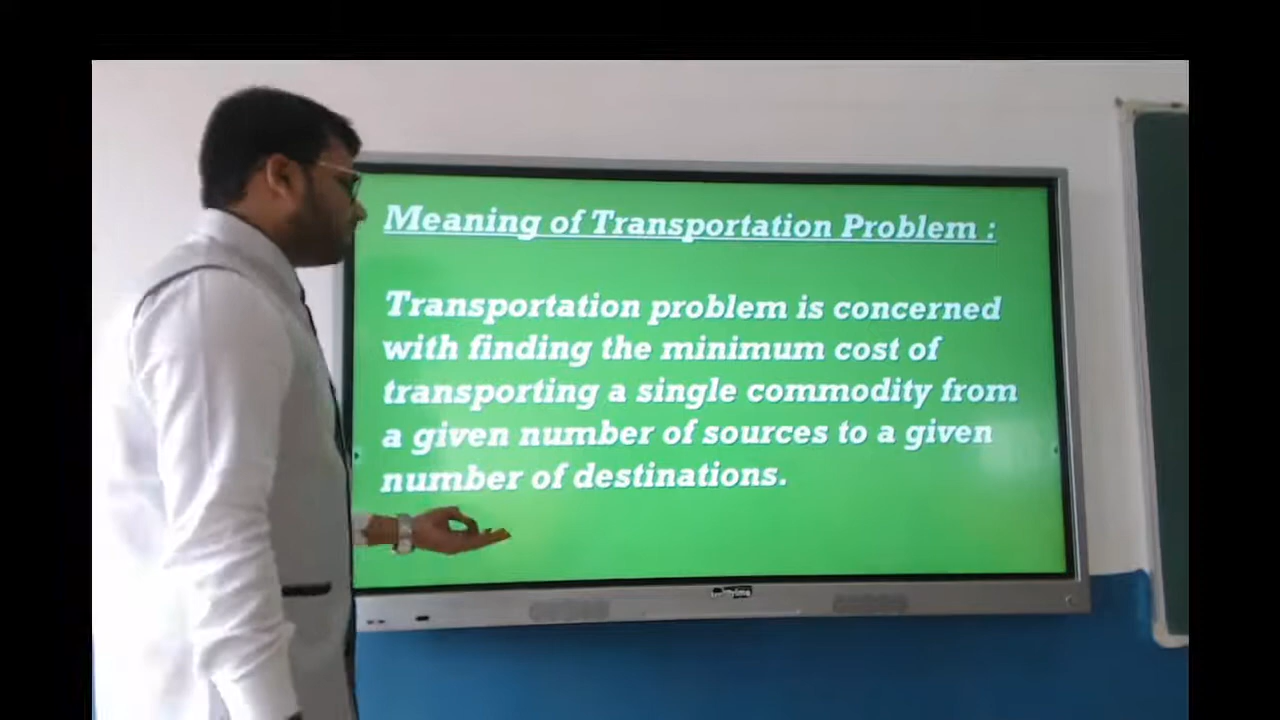 Meaning of Transportation Problem :
Transportation problem is concerned
with finding the minimum cost of
transporting a single commodity from
a given number of sources to a given
number of destinations.